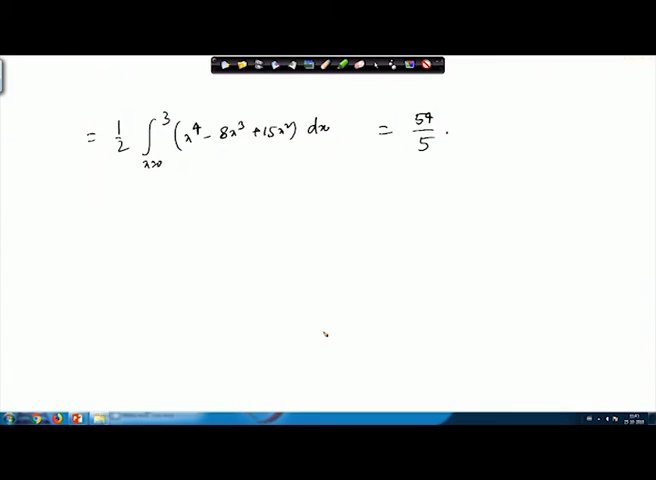 = 1/2 ∫_{x=0}^{3} (x⁴ - 8x³ + 15x²) dx = 54/5 .